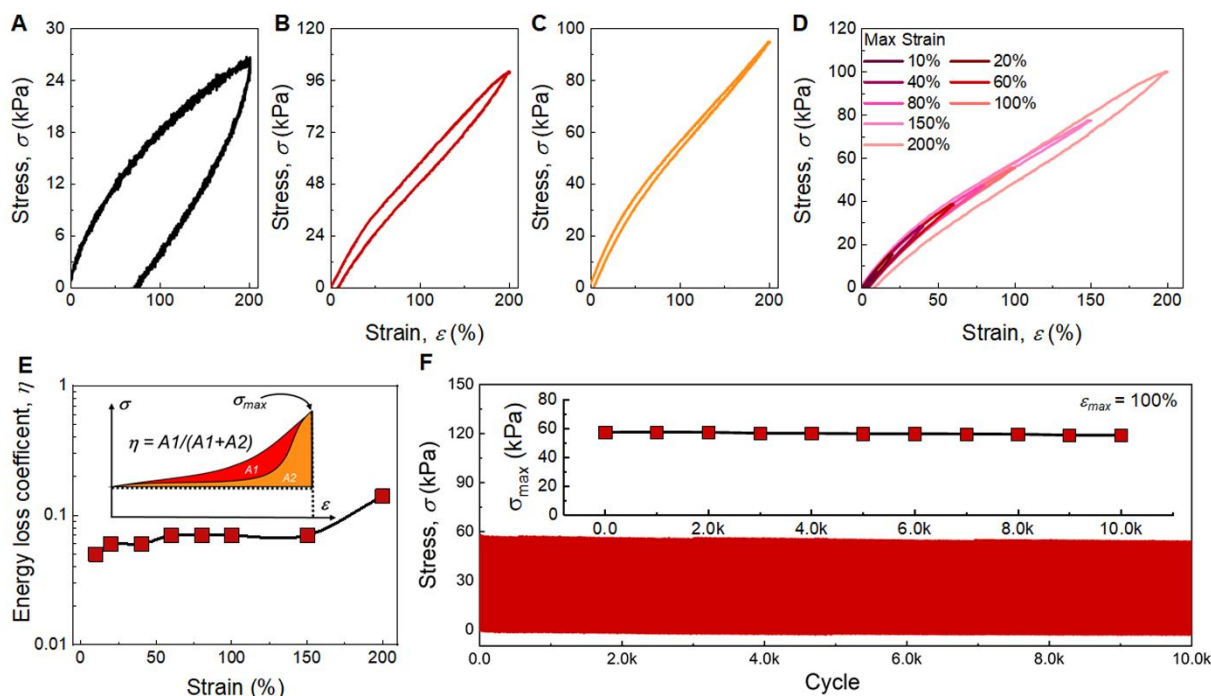 A
Stress, σ (kPa)
30
24
18
12
6
0
0 100 200
B
Stress, σ (kPa)
120
96
72
48
24
0
0 100 200
C
Stress, σ (kPa)
100
80
60
40
20
0
0 100 200
Strain, ε (%)
D
Stress, σ (kPa)
120
100
80
60
40
20
0
Max Strain
10% 20%
40% 60%
80% 100%
150%
200%
0 50 100 150 200
Strain, ε (%)
E
Energy loss coefficent, η
1
0.1
0.01
σ
σmax
η = A1/(A1+A2)
A1
A2
ε
0 50 100 150 200
Strain (%)
F
Stress, σ (kPa)
150
120
90
60
30
0
εmax = 100%
σmax (kPa)
80
60
40
20
0
0.0 2.0k 4.0k 6.0k 8.0k 10.0k
0.0 2.0k 4.0k 6.0k 8.0k 10.0k
Cycle